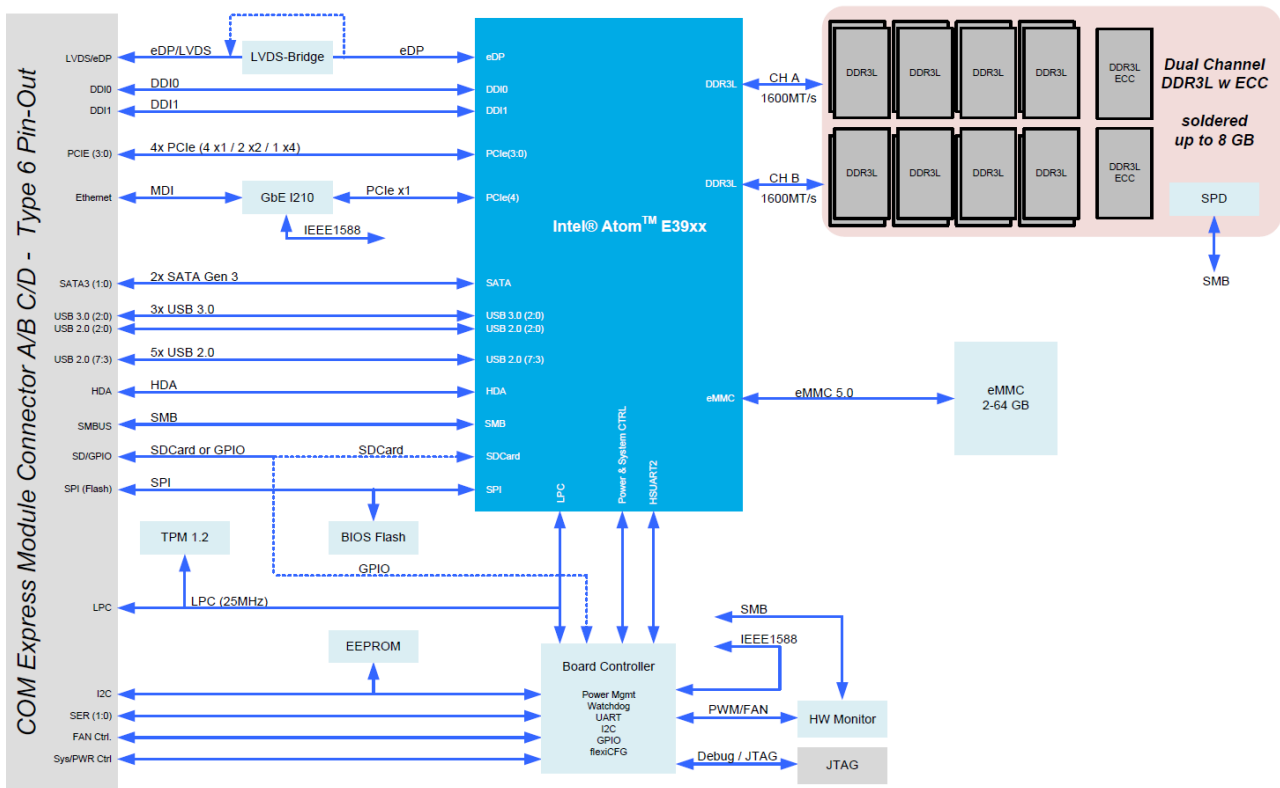 COM Express Module Connector A/B C/D - Type 6 Pin-Out
LVDS/eDP
DDI0
DDI1
PCIE (3:0)
Ethernet
SATA3 (1:0)
USB 3.0 (2:0)
USB 2.0 (2:0)
USB 2.0 (7:3)
HDA
SMBUS
SD/GPIO
SPI (Flash)
LPC
I2C
SER (1:0)
FAN Ctrl.
Sys/PWR Ctrl
eDP/LVDS
LVDS-Bridge
eDP
DDI0
DDI1
4x PCIe (4 x1 / 2 x2 / 1 x4)
MDI
GbE I210
PCIe x1
IEEE1588
2x SATA Gen 3
3x USB 3.0
5x USB 2.0
HDA
SMB
SDCard or GPIO
SDCard
SPI
TPM 1.2
BIOS Flash
GPIO
LPC (25MHz)
EEPROM
eDP
DDI0
DDI1
PCIe(3:0)
PCIe(4)
Intel® Atom™ E39xx
SATA
USB 3.0 (2:0)
USB 2.0 (2:0)
USB 2.0 (7:3)
HDA
SMB
SDCard
SPI
LPC
Power & System CTRL
HSUART2
DDR3L
DDR3L
eMMC
CH A
1600MT/s
CH B
1600MT/s
DDR3L
DDR3L
DDR3L
DDR3L
DDR3L
ECC
DDR3L
DDR3L
DDR3L
DDR3L
DDR3L
ECC
Dual Channel
DDR3L w ECC
soldered
up to 8 GB
SPD
SMB
eMMC 5.0
eMMC
2-64 GB
Board Controller
Power Mgmt
Watchdog
UART
I2C
GPIO
flexiCFG
SMB
IEEE1588
PWM/FAN
HW Monitor
Debug / JTAG
JTAG